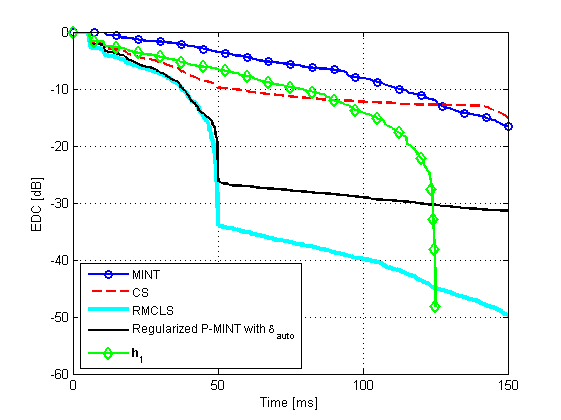 0
-10
-20
-30
-40
-50
-60
EDC [dB]
MINT
CS
RMCLS
Regularized P-MINT with δauto
h1
0
50
100
150
Time [ms]